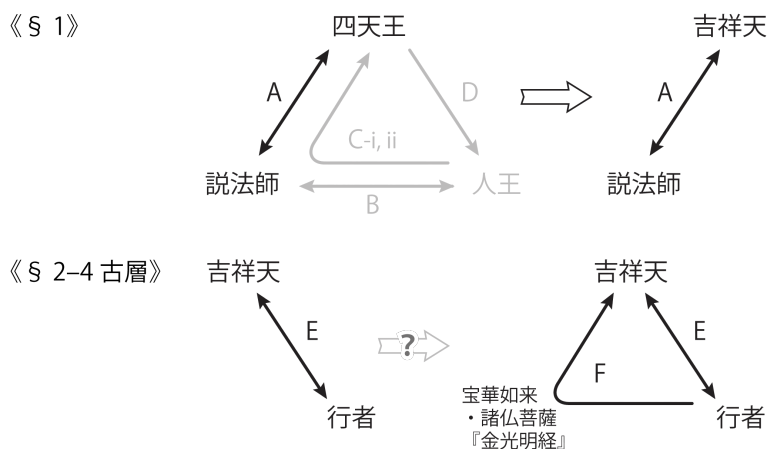 《§ 1》
四天王
吉祥天
A
D
A
C-i, ii
説法師
人王
説法師
B
《§ 2–4 古層》
吉祥天
吉祥天
E
?
E
F
宝華如来
・諸仏菩薩
『金光明経』
行者
行者